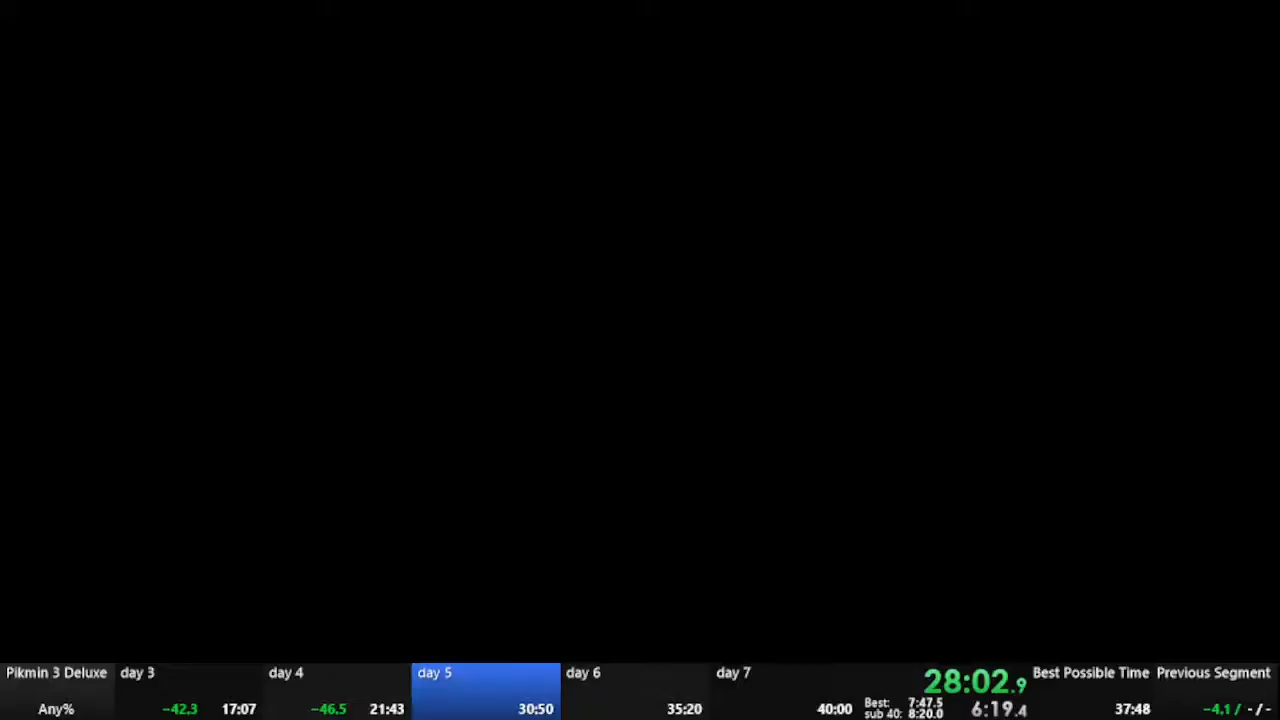 Pikmin 3 Deluxe
Any%
day 3
−42.3 17:07
day 4
−46.5 21:43
day 5
30:50
day 6
35:20
day 7
40:00
28:02.9
Best: 7:47.5
sub 40: 8:20.0
6:19.4
Best Possible Time
37:48
Previous Segment
−4.1 / - / -